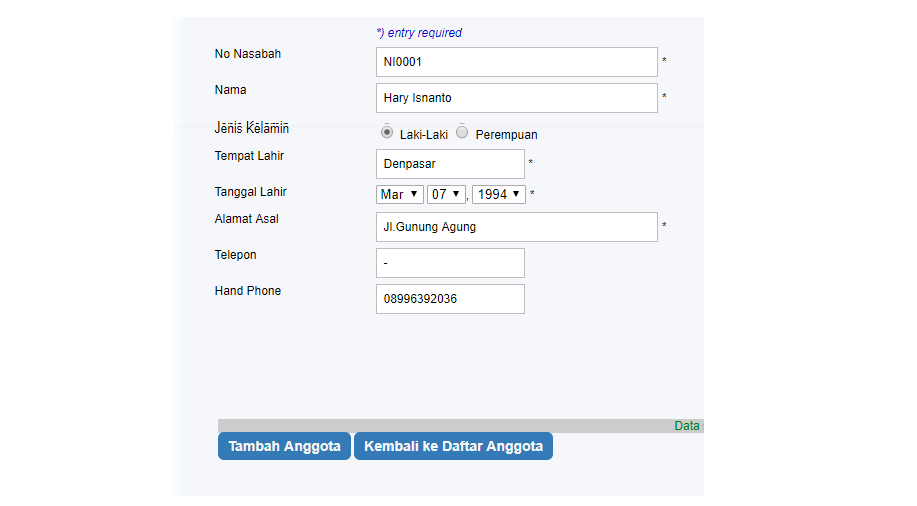 *) entry required
No Nasabah NI0001 *
Nama Hary Isnanto *
Jenis Kelamin Laki-Laki Perempuan
Tempat Lahir Denpasar *
Tanggal Lahir Mar 07 , 1994 *
Alamat Asal Jl.Gunung Agung *
Telepon -
Hand Phone 08996392036
Data
Tambah Anggota Kembali ke Daftar Anggota